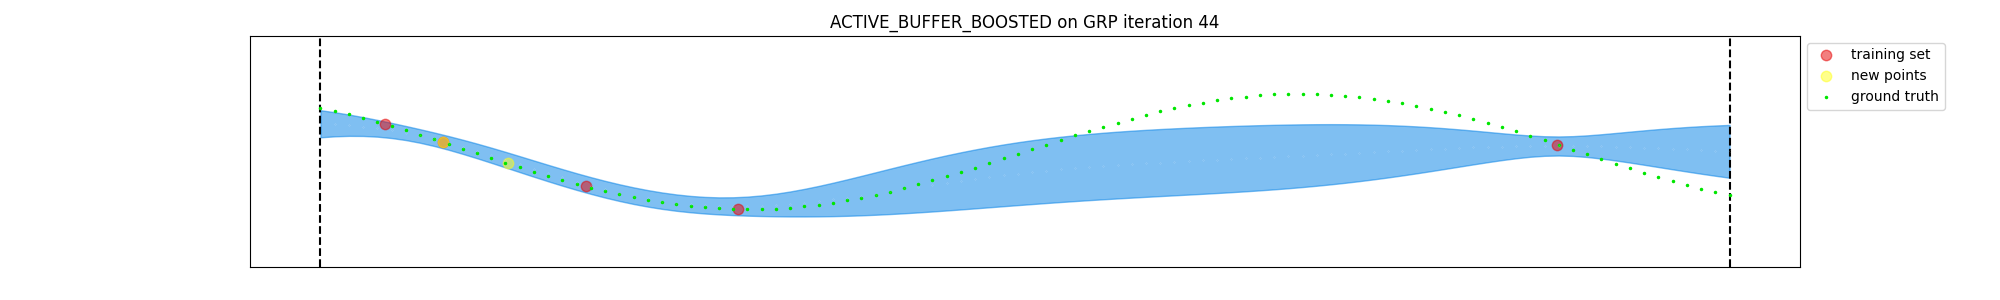 ACTIVE_BUFFER_BOOSTED on GRP iteration 44
training set
new points
ground truth